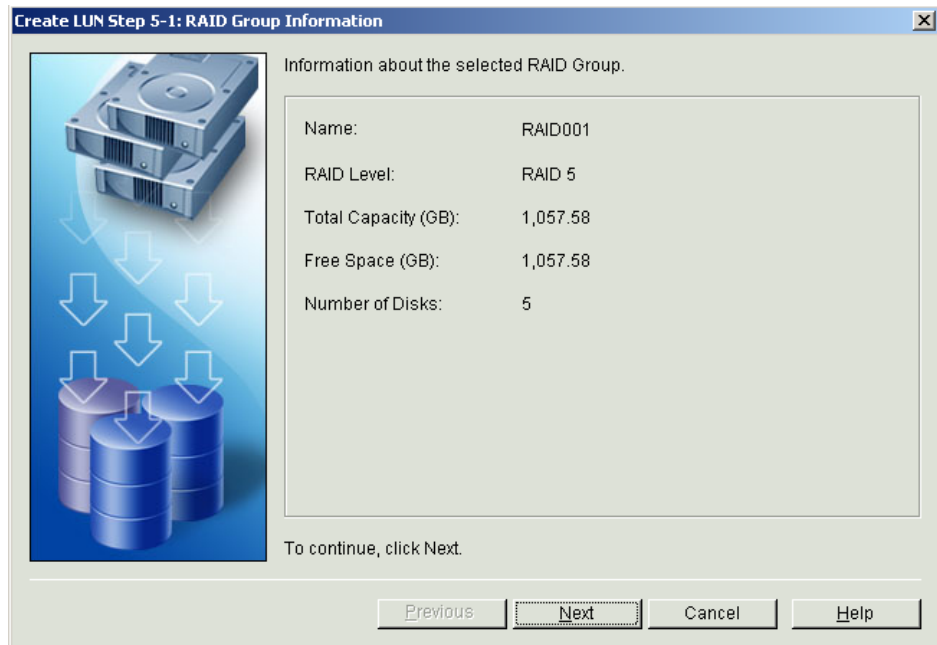 Create LUN Step 5-1: RAID Group Information
Information about the selected RAID Group.
Name: RAID001
RAID Level: RAID 5
Total Capacity (GB): 1,057.58
Free Space (GB): 1,057.58
Number of Disks: 5
To continue, click Next.
Previous Next Cancel Help